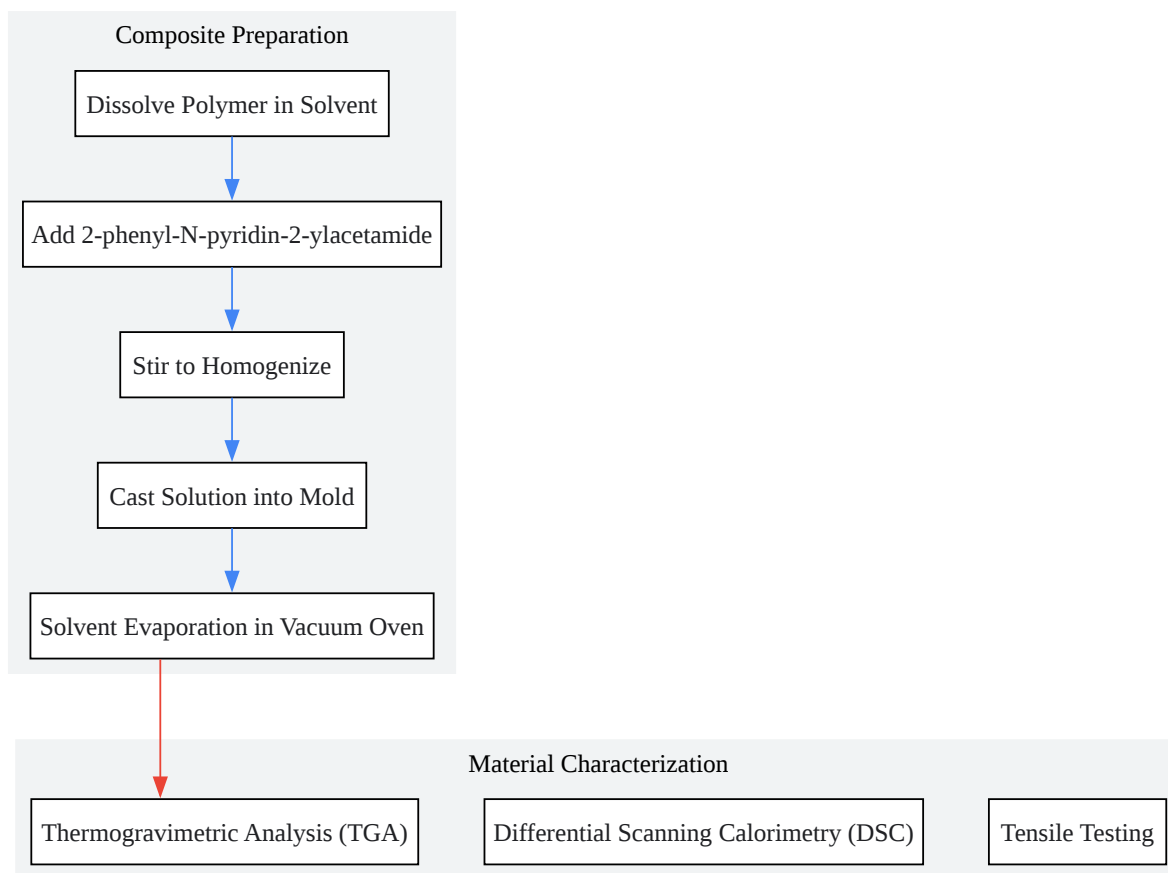 Composite Preparation
Dissolve Polymer in Solvent
Add 2-phenyl-N-pyridin-2-ylacetamide
Stir to Homogenize
Cast Solution into Mold
Solvent Evaporation in Vacuum Oven
Material Characterization
Thermogravimetric Analysis (TGA)
Differential Scanning Calorimetry (DSC)
Tensile Testing